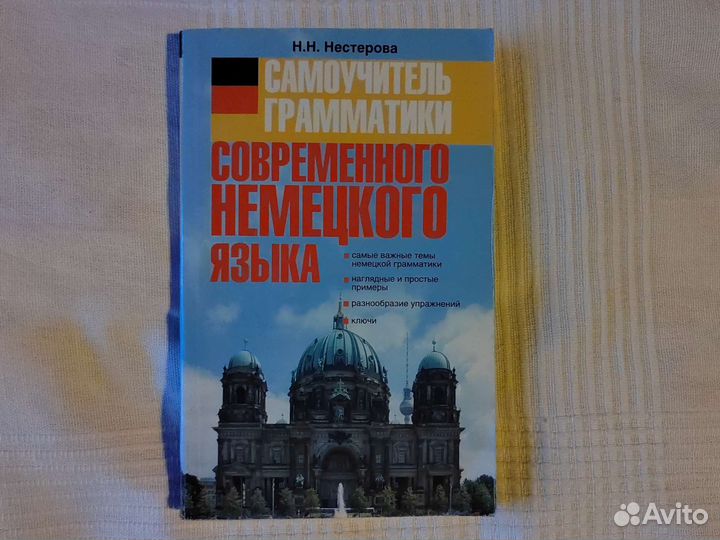 Н.Н. Нестерова
САМОУЧИТЕЛЬ
ГРАММАТИКИ
СОВРЕМЕННОГО
НЕМЕЦКОГО
ЯЗЫКА
самые важные темы
немецкой грамматики
наглядные и простые
примеры
разнообразие упражнений
ключи
Avito